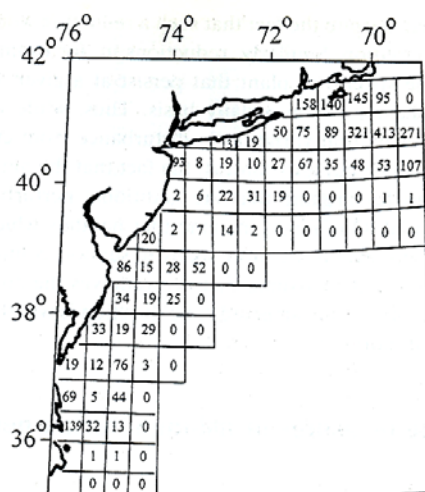 76° 74° 72° 70°
42°
158 140 145 95 0
131 19 50 75 89 321 413 271
93 8 19 10 27 67 35 48 53 107
40°
2 6 22 31 19 0 0 0 1 1
20 2 7 14 2 0 0 0 0 0
86 15 28 52 0 0
34 19 25 0
38°
33 19 29 0 0
19 12 76 3 0
69 5 44 0
139 32 13 0
36°
1 1 0
0 0 0